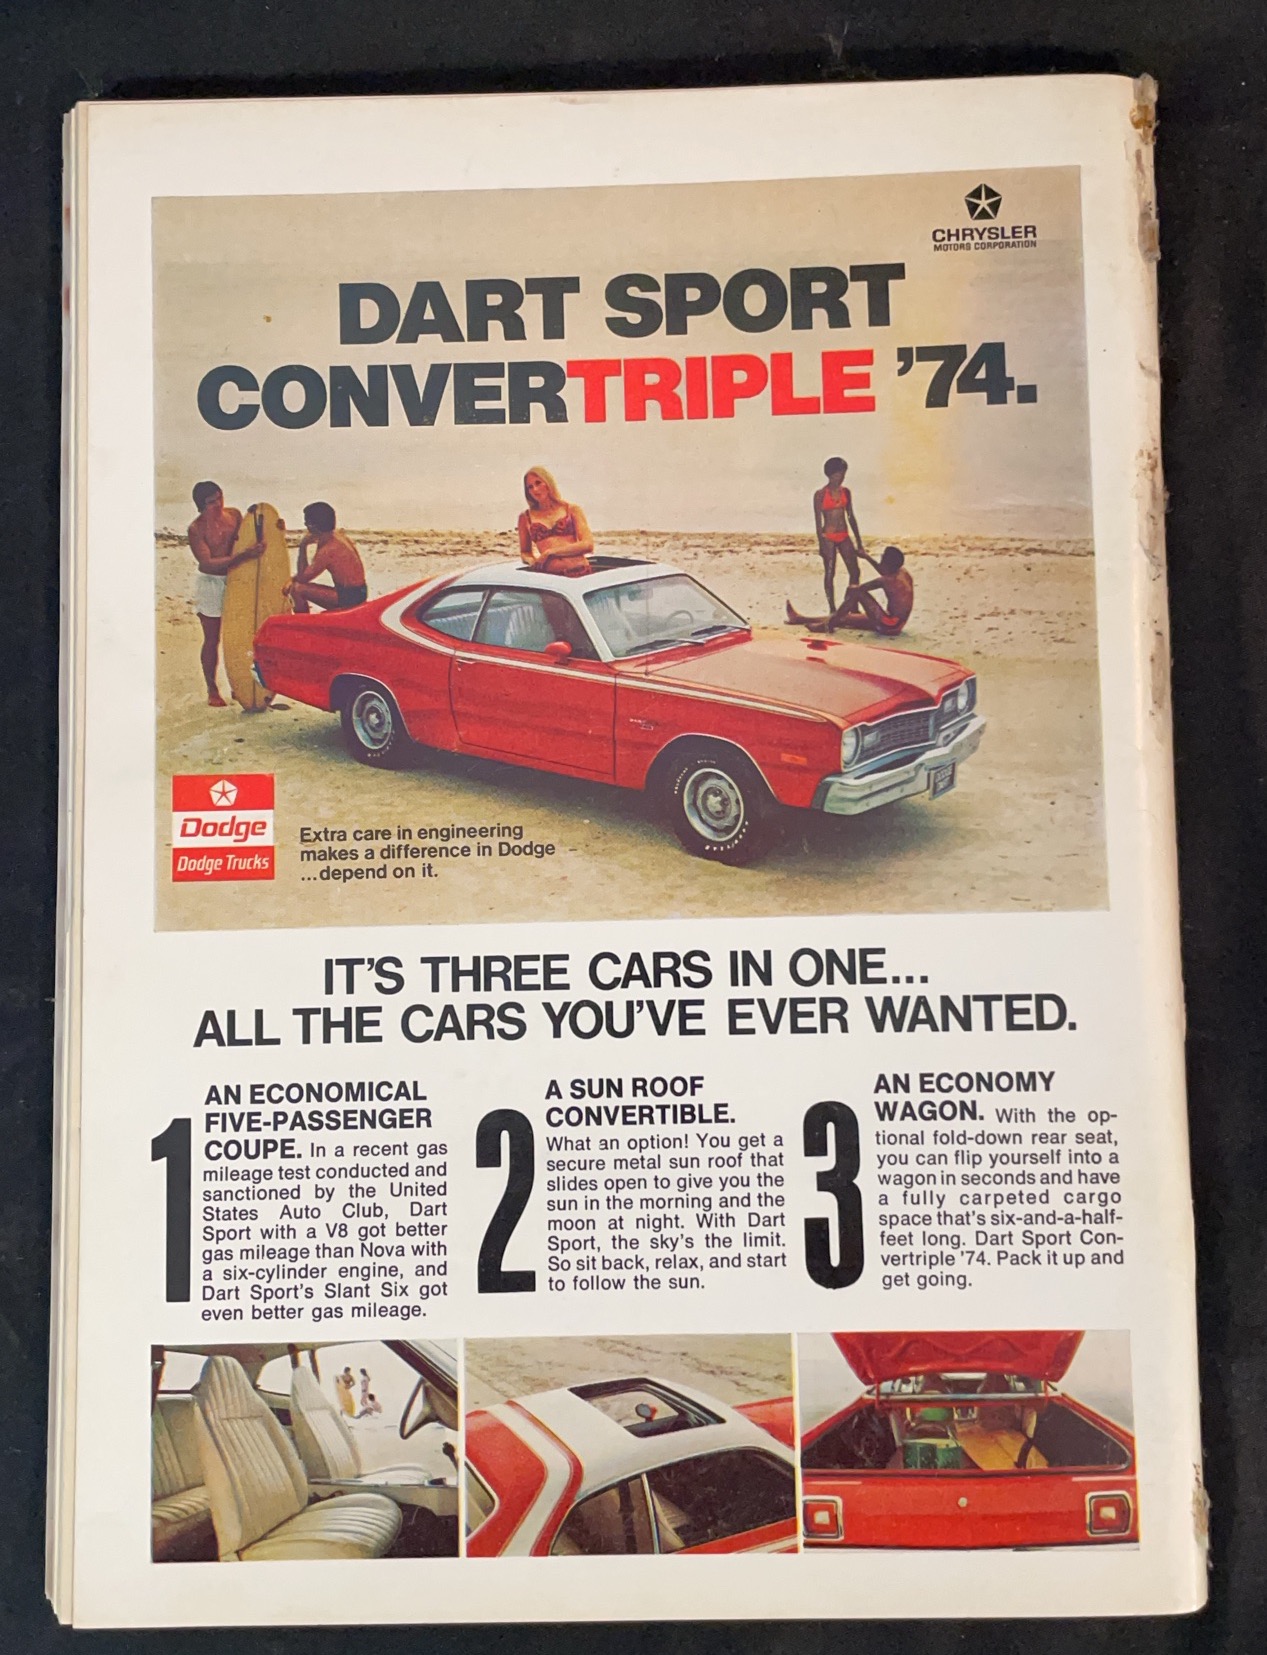 CHRYSLER
MOTORS CORPORATION
DART SPORT
CONVERTRIPLE '74.
Dodge
Dodge Trucks
Extra care in engineering
makes a difference in Dodge
...depend on it.
IT'S THREE CARS IN ONE...
ALL THE CARS YOU'VE EVER WANTED.
1
AN ECONOMICAL
FIVE-PASSENGER
COUPE. In a recent gas
mileage test conducted and
sanctioned by the United
States Auto Club, Dart
Sport with a V8 got better
gas mileage than Nova with
a six-cylinder engine, and
Dart Sport's Slant Six got
even better gas mileage.
2
A SUN ROOF
CONVERTIBLE.
What an option! You get a
secure metal sun roof that
slides open to give you the
sun in the morning and the
moon at night. With Dart
Sport, the sky's the limit.
So sit back, relax, and start
to follow the sun.
3
AN ECONOMY
WAGON. With the op-
tional fold-down rear seat,
you can flip yourself into a
wagon in seconds and have
a fully carpeted cargo
space that's six-and-a-half-
feet long. Dart Sport Con-
vertriple '74. Pack it up and
get going.